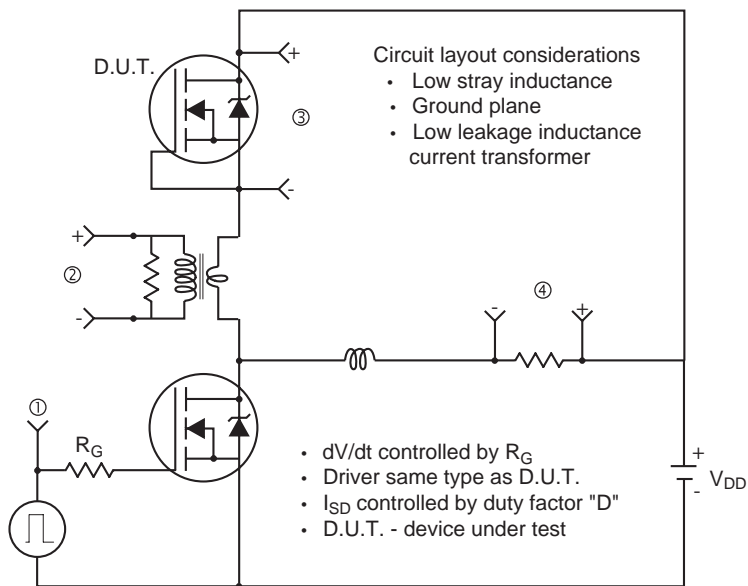 D.U.T.
+
Circuit layout considerations
• Low stray inductance
• Ground plane
• Low leakage inductance
current transformer
③
-
+
②
-
④
-
+
①
R_G
• dV/dt controlled by R_G
• Driver same type as D.U.T.
• I_SD controlled by duty factor "D"
• D.U.T. - device under test
+
V_DD
-